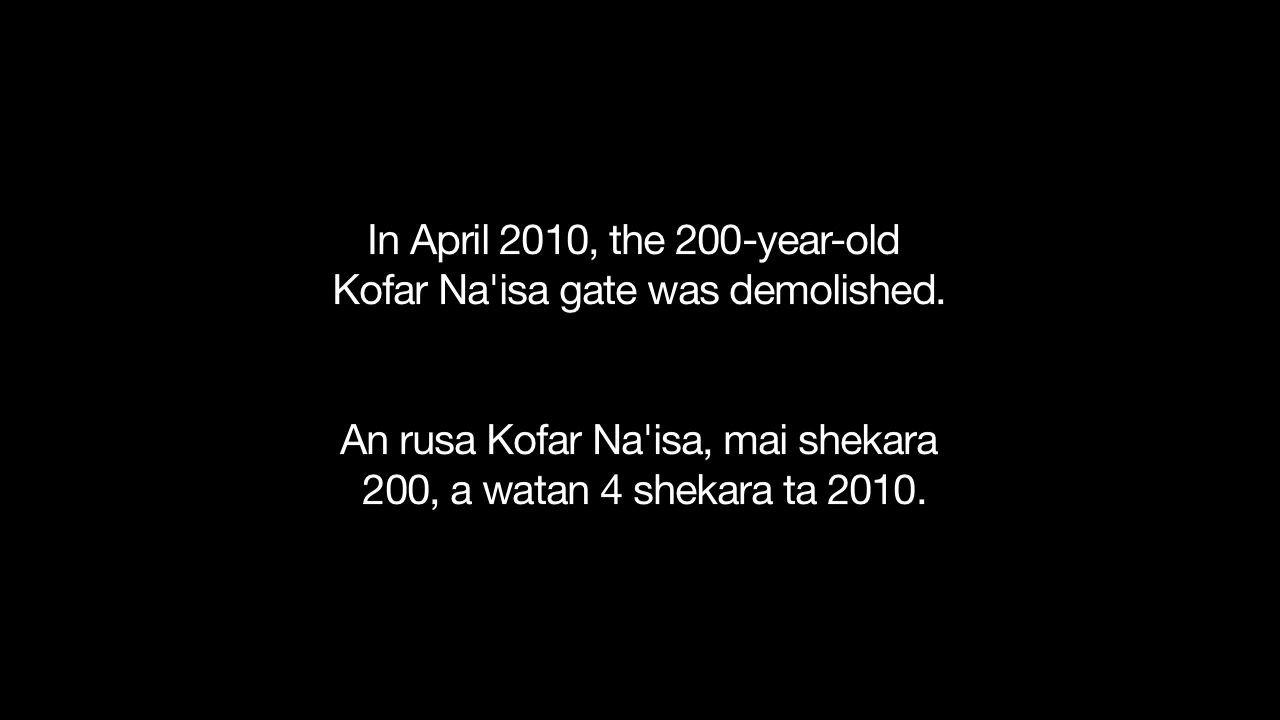 In April 2010, the 200-year-old
Kofar Na'isa gate was demolished.
An rusa Kofar Na'isa, mai shekara
200, a watan 4 shekara ta 2010.